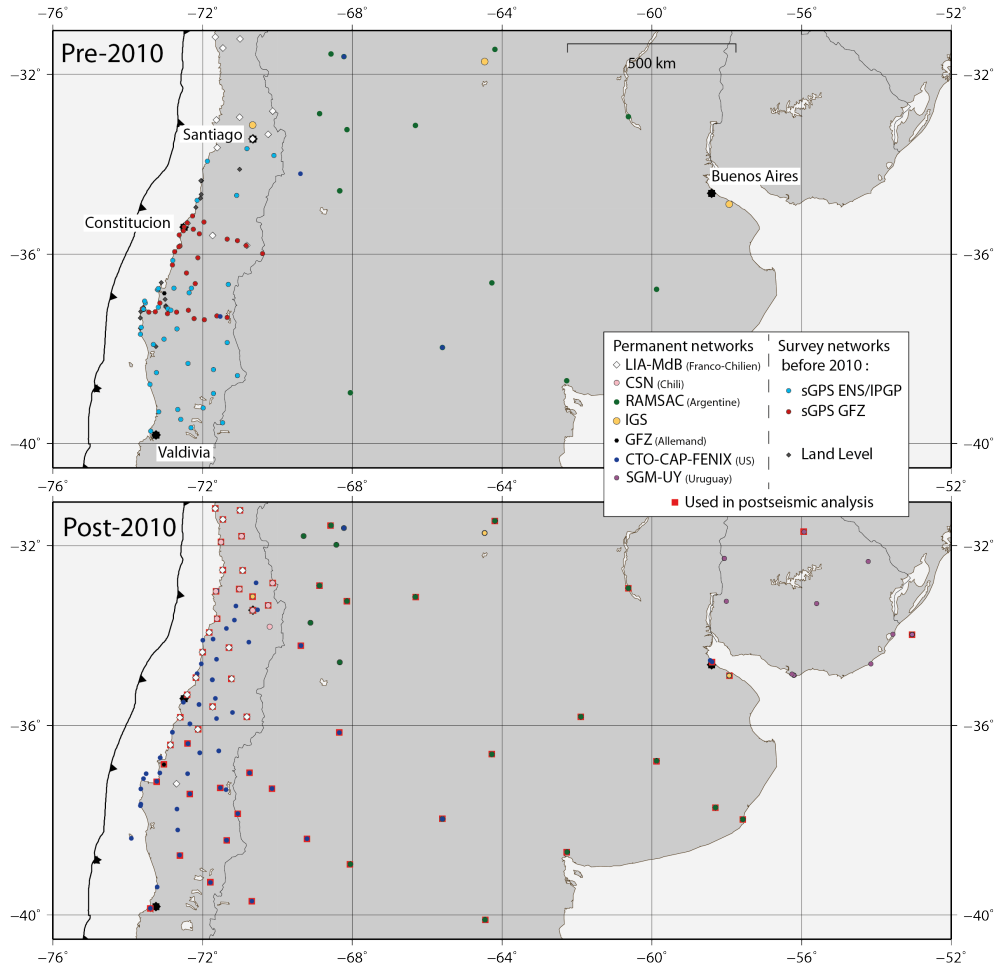 −76° −72° −68° −64° −60° −56° −52°
Pre−2010
500 km
−32° −32°
Santiago
Buenos Aires
Constitucion
−36° −36°
Permanent networks
LIA-MdB (Franco-Chilien)
CSN (Chili)
RAMSAC (Argentine)
IGS
GFZ (Allemand)
CTO-CAP-FENIX (US)
SGM-UY (Uruguay)
Survey networks
before 2010 :
sGPS ENS/IPGP
sGPS GFZ
Land Level
Used in postseismic analysis
−40° −40°
Valdivia
−76° −72° −68° −64° −60° −56° −52°
Post−2010
−32° −32°
−36° −36°
−40° −40°
−76° −72° −68° −64° −60° −56° −52°